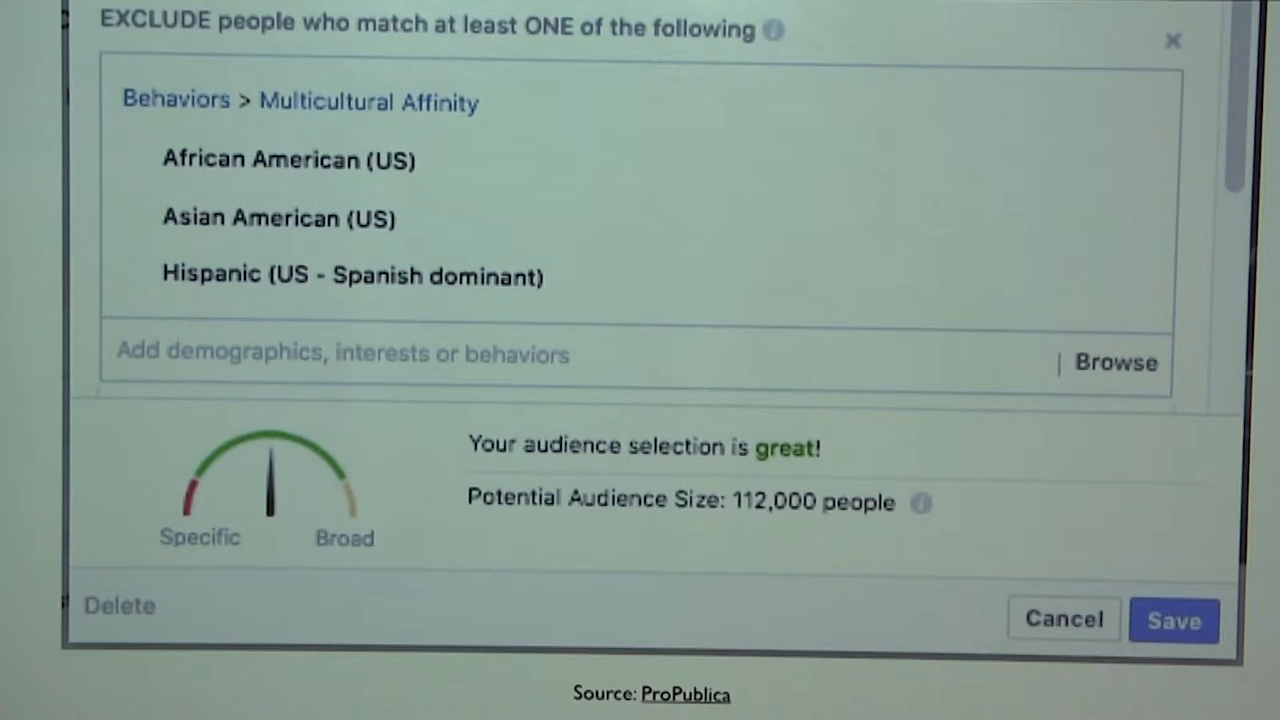 EXCLUDE people who match at least ONE of the following
Behaviors > Multicultural Affinity
African American (US)
Asian American (US)
Hispanic (US - Spanish dominant)
Add demographics, interests or behaviors | Browse
Your audience selection is great!
Potential Audience Size: 112,000 people
Specific Broad
Delete Cancel Save
Source: ProPublica